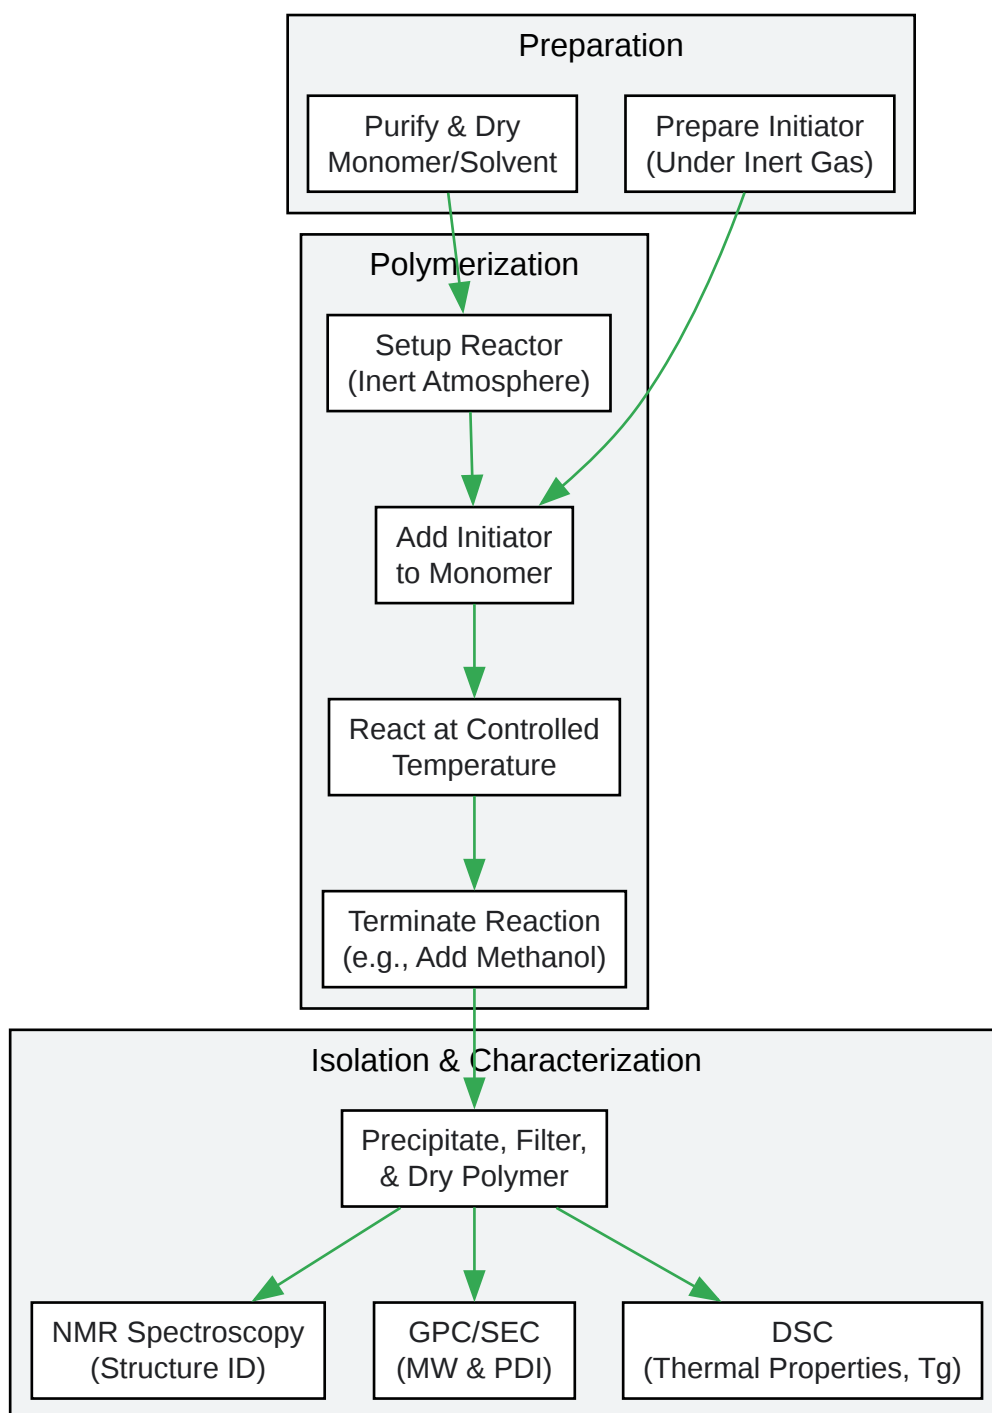 Preparation
Purify & Dry
Monomer/Solvent
Prepare Initiator
(Under Inert Gas)
Polymerization
Setup Reactor
(Inert Atmosphere)
Add Initiator
to Monomer
React at Controlled
Temperature
Terminate Reaction
(e.g., Add Methanol)
Isolation & Characterization
Precipitate, Filter,
& Dry Polymer
NMR Spectroscopy
(Structure ID)
GPC/SEC
(MW & PDI)
DSC
(Thermal Properties, Tg)